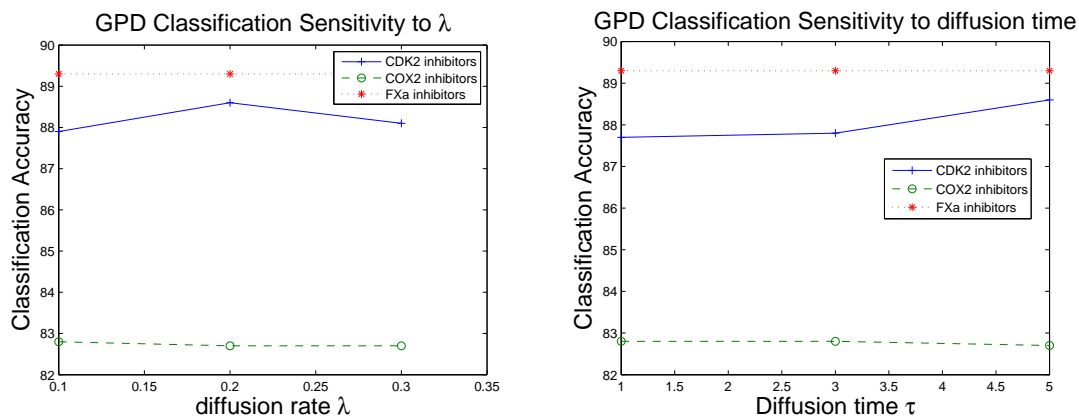 GPD Classification Sensitivity to λ
90
89
88
87
86
85
84
83
82
Classification Accuracy
CDK2 inhibitors
COX2 inhibitors
FXa inhibitors
0.1 0.15 0.2 0.25 0.3 0.35
diffusion rate λ
GPD Classification Sensitivity to diffusion time
90
89
88
87
86
85
84
83
82
Classification Accuracy
CDK2 inhibitors
COX2 inhibitors
FXa inhibitors
1 1.5 2 2.5 3 3.5 4 4.5 5
Diffusion time τ